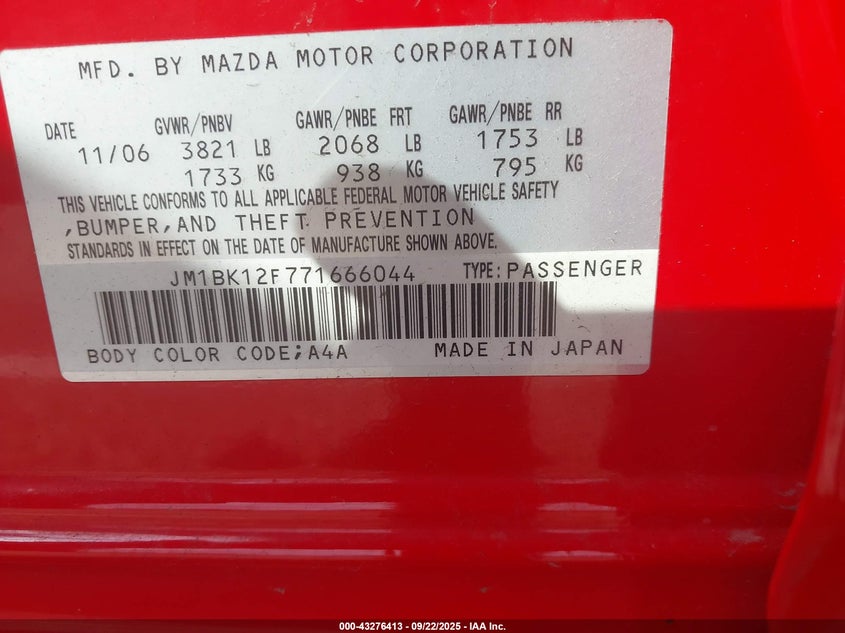 MFD. BY MAZDA MOTOR CORPORATION
DATE GVWR/PNBV GAWR/PNBE FRT GAWR/PNBE RR
11/06 3821 LB 2068 LB 1753 LB
1733 KG 938 KG 795 KG
THIS VEHICLE CONFORMS TO ALL APPLICABLE FEDERAL MOTOR VEHICLE SAFETY
,BUMPER,AND THEFT PREVENTION
STANDARDS IN EFFECT ON THE DATE OF MANUFACTURE SHOWN ABOVE.
JM1BK12F771666044 TYPE:PASSENGER
BODY COLOR CODE;A4A MADE IN JAPAN
000-43276413 - 09/22/2025 - IAA Inc.